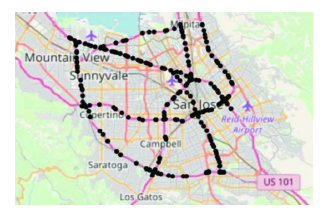 Milpitas
Mountain View
Sunnyvale
San Jose
Cupertino
Reid-Hillview
Airport
Campbell
Saratoga
US 101
Los Gatos